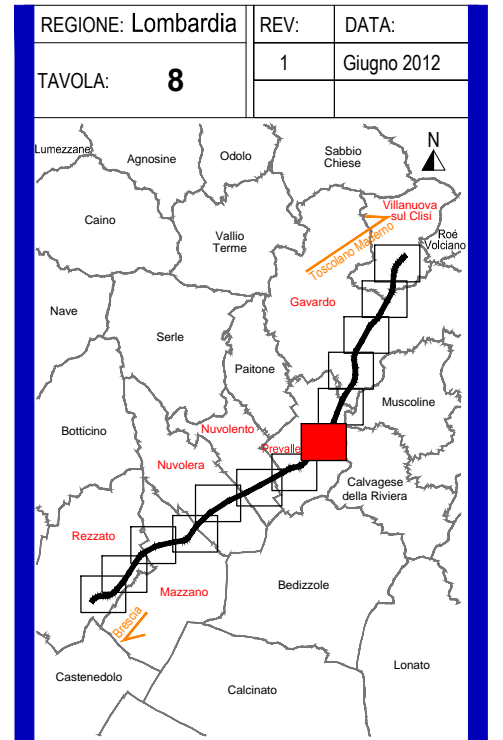 REGIONE: Lombardia
REV:
DATA:
TAVOLA: 8
1
Giugno 2012
N
Lumezzane
Agnosine
Odolo
Sabbio
Chiese
Villanuova
sul Clisi
Caino
Vallio
Terme
Toscolano Maderno
Roé
Volciano
Gavardo
Nave
Serle
Paitone
Muscoline
Botticino
Nuvolento
Prevalle
Nuvolera
Calvagese
della Riviera
Rezzato
Mazzano
Bedizzole
Brescia
Castenedolo
Calcinato
Lonato